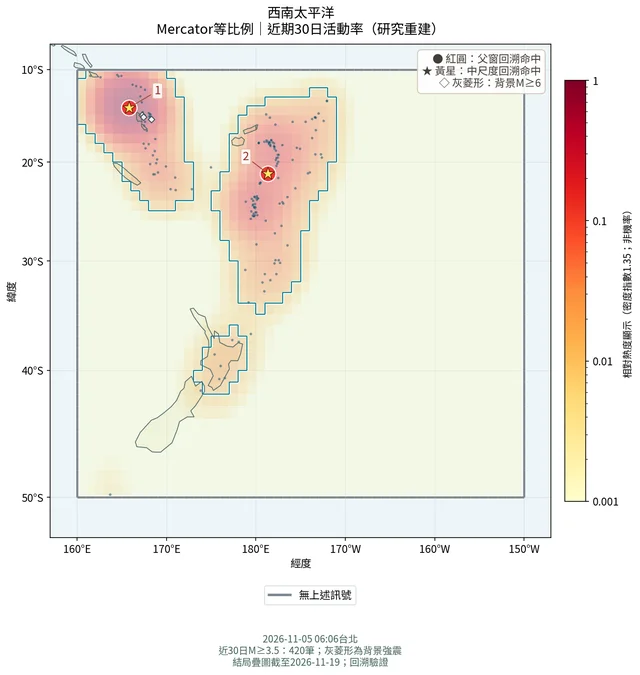 西南太平洋
Mercator等比例｜近期30日活動率（研究重建）
● 紅圓：父窗回溯命中
★ 黃星：中尺度回溯命中
◇ 灰菱形：背景M≥6
1
2
10°S
20°S
30°S
40°S
50°S
緯度
160°E
170°E
180°E
170°W
160°W
150°W
經度
1
0.1
0.01
0.001
相對熱度顯示（密度指數1.35；非機率）
無上述訊號
2026-11-05 06:06台北
近30日M≥3.5：420筆；灰菱形為背景強震
結局疊圖截至2026-11-19；回溯驗證